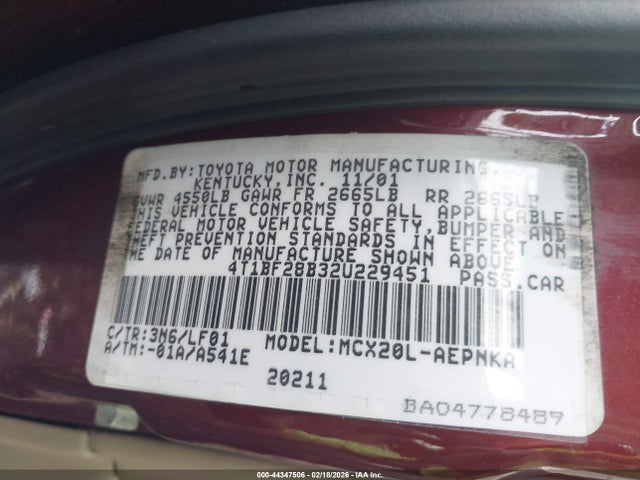 MFD.BY:TOYOTA MOTOR MANUFACTURING,
KENTUCKY,INC. 11/01
GVWR 4550LB GAWR FR 2665LB RR 2665LB
THIS VEHICLE CONFORMS TO ALL APPLICABLE
FEDERAL MOTOR VEHICLE SAFETY,BUMPER AND
THEFT PREVENTION STANDARDS IN EFFECT ON
THE DATE OF MANUFACTURE SHOWN ABOVE.
4T1BF28B32U229451 PASS.CAR
C/TR:3N6/LF01 MODEL:MCX20L-AEPNKA
A/TM:-01A/A541E
20211
BA04778489
000-44347506 - 02/18/2026 - IAA Inc.